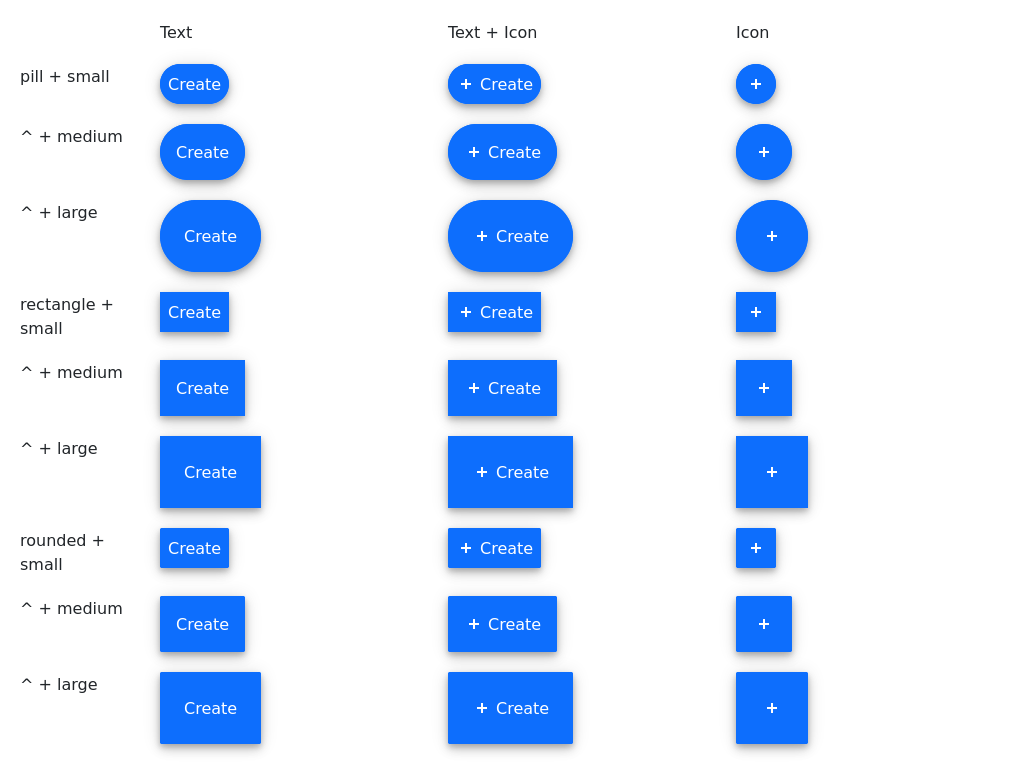 Text Text + Icon Icon
pill + small Create + Create +
^ + medium Create + Create +
^ + large Create + Create +
rectangle +
small Create + Create +
^ + medium Create + Create +
^ + large Create + Create +
rounded +
small Create + Create +
^ + medium Create + Create +
^ + large Create + Create +